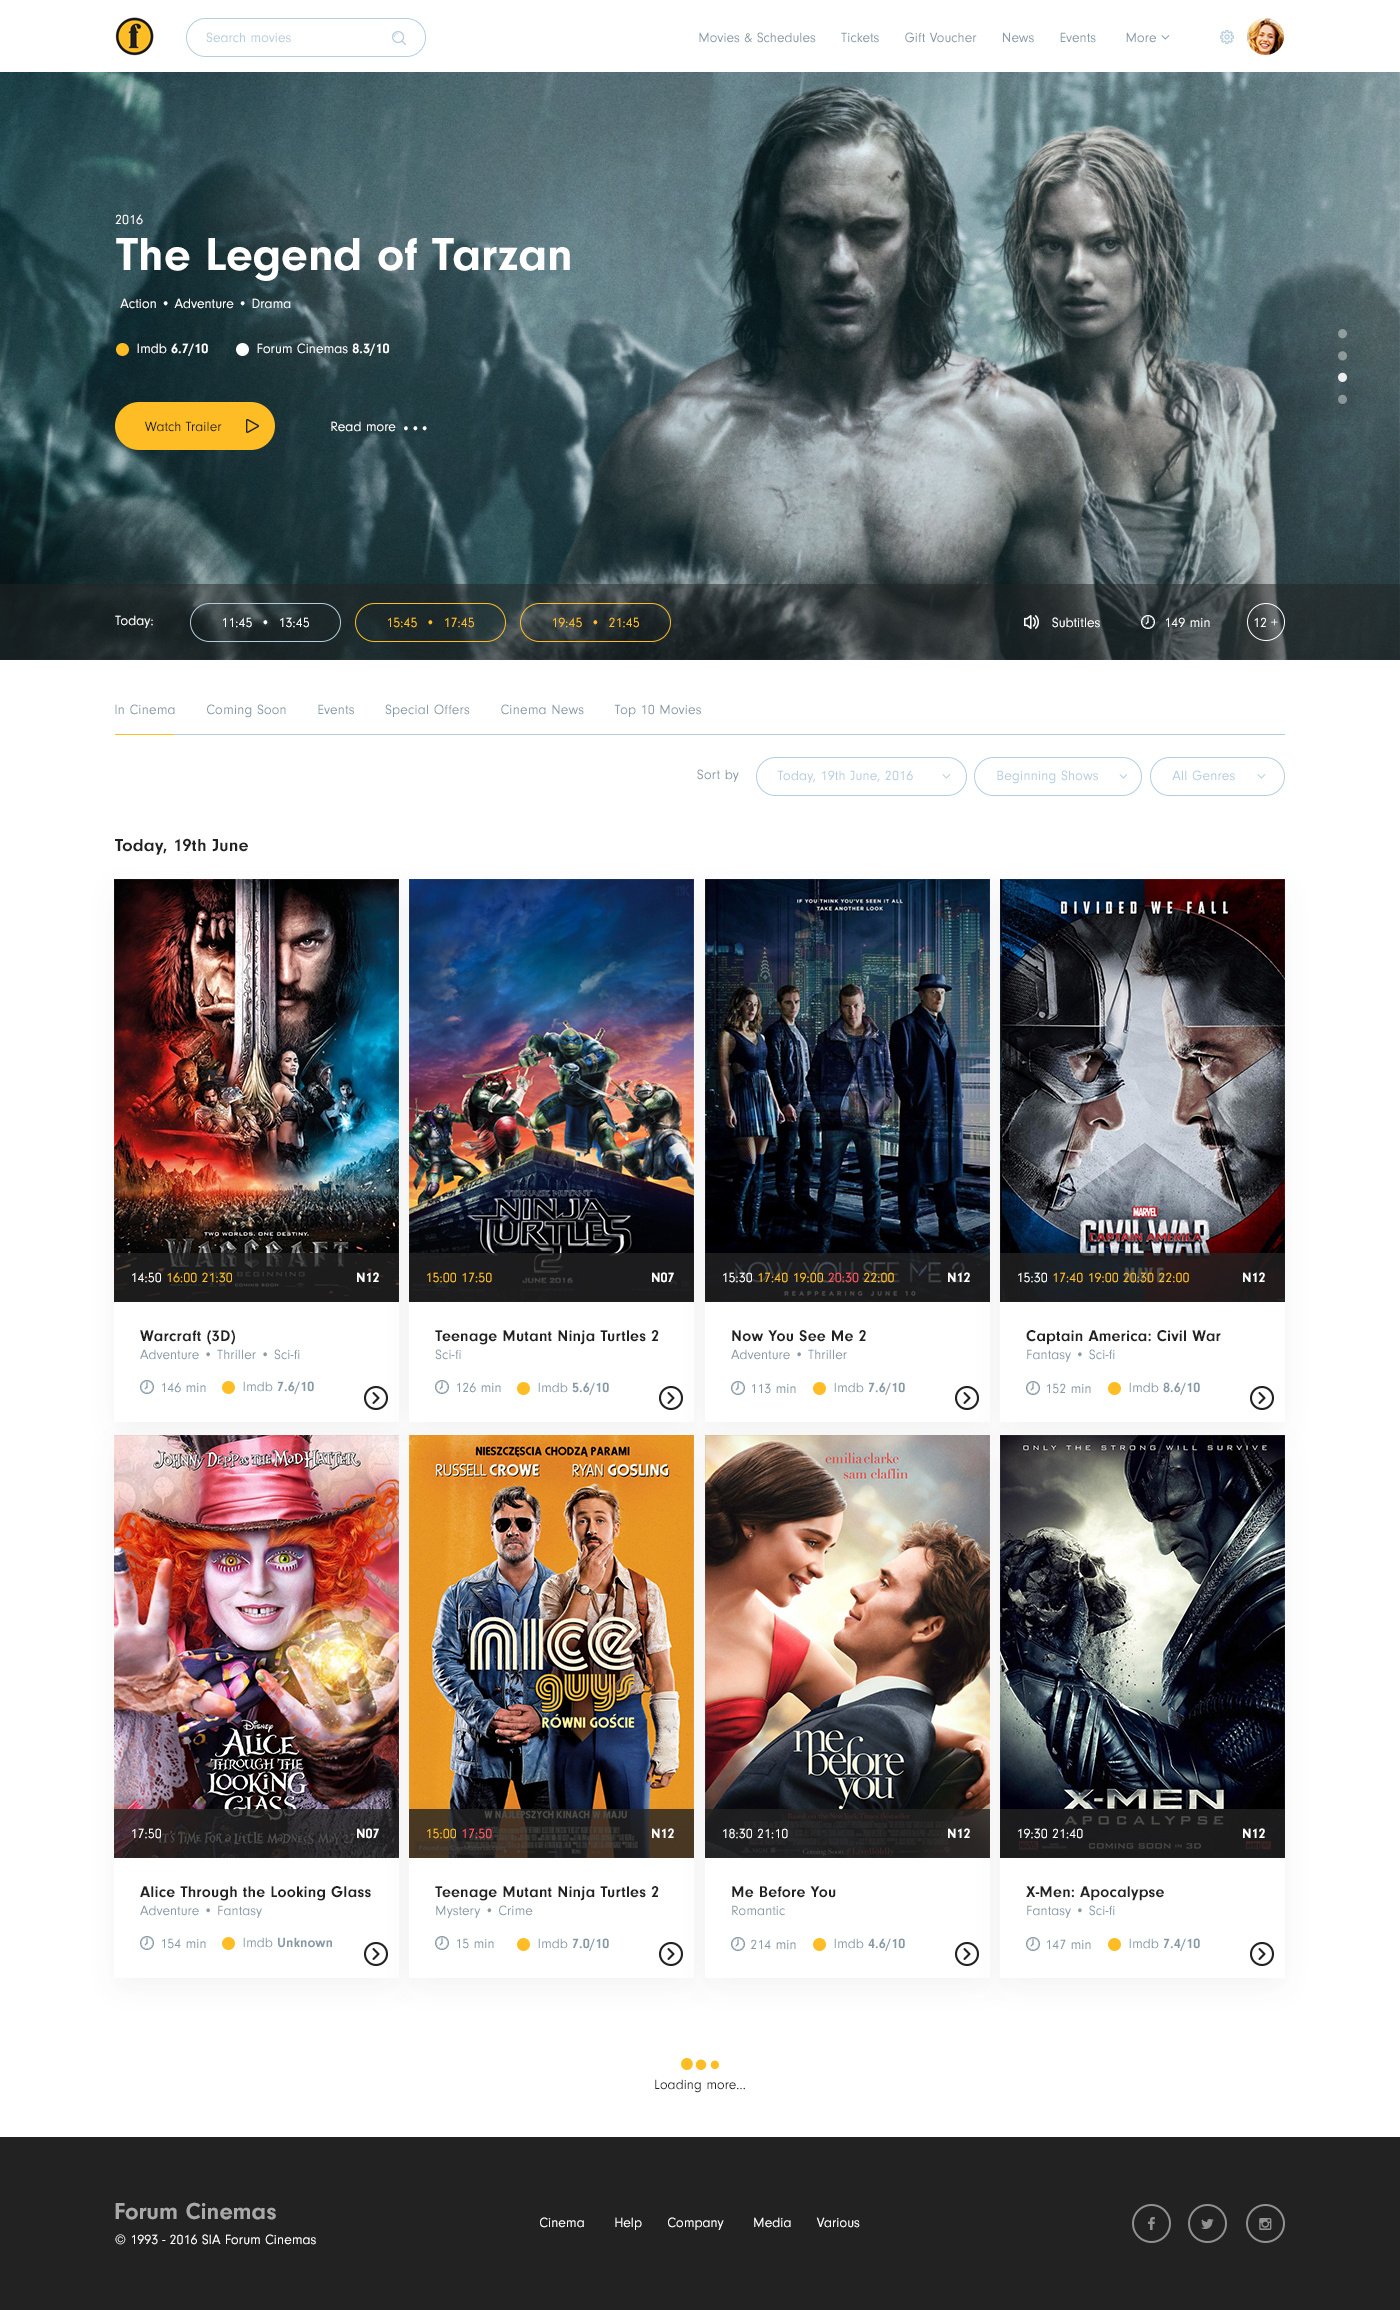 f
Search movies
Movies & Schedules
Tickets
Gift Voucher
News
Events
More
2016
The Legend of Tarzan
Action • Adventure • Drama
Imdb 6.7/10
Forum Cinemas 8.3/10
Watch Trailer
Read more •••
Today:
11:45 • 13:45
15:45 • 17:45
19:45 • 21:45
Subtitles
149 min
12 +
In Cinema
Coming Soon
Events
Special Offers
Cinema News
Top 10 Movies
Sort by
Today, 19th June, 2016
Beginning Shows
All Genres
Today, 19th June
TWO WORLDS. ONE DESTINY.
WARCRAFT
BEGINNING
COMING SOON
14:50 16:00 21:30
N12
Warcraft (3D)
Adventure • Thriller • Sci-fi
146 min
Imdb 7.6/10
TEENAGE MUTANT
NINJA
TURTLES
2
JUNE 2016
15:00 17:50
N07
Teenage Mutant Ninja Turtles 2
Sci-fi
126 min
Imdb 5.6/10
IF YOU THINK YOU'VE SEEN IT ALL
TAKE ANOTHER LOOK
NOW YOU SEE ME 2
REAPPEARING JUNE 10
15:30 17:40 19:00 20:30 22:00
N12
Now You See Me 2
Adventure • Thriller
113 min
Imdb 7.6/10
DIVIDED WE FALL
MARVEL
CIVIL WAR
CAPTAIN AMERICA
15:30 17:40 19:00 20:30 22:00
N12
Captain America: Civil War
Fantasy • Sci-fi
152 min
Imdb 8.6/10
JOHNNY DEPP as the MAD HATTER
DISNEY
ALICE
THROUGH THE
LOOKING
GLASS
IT'S TIME FOR A LITTLE MADNESS MAY 27
17:50
N07
Alice Through the Looking Glass
Adventure • Fantasy
154 min
Imdb Unknown
NIESZCZĘŚCIA CHODZĄ PARAMI
RUSSELL CROWE
RYAN GOSLING
nice
guys
RÓWNI GOŚCIE
W NAJLEPSZYCH KINACH W MAJU
15:00 17:50
N12
Teenage Mutant Ninja Turtles 2
Mystery • Crime
15 min
Imdb 7.0/10
emilia clarke
sam claflin
me
before
you
18:30 21:10
N12
Me Before You
Romantic
214 min
Imdb 4.6/10
ONLY THE STRONG WILL SURVIVE
X-MEN
APOCALYPSE
COMING SOON IN 3D
19:30 21:40
N12
X-Men: Apocalypse
Fantasy • Sci-fi
147 min
Imdb 7.4/10
Loading more...
Forum Cinemas
© 1993 - 2016 SIA Forum Cinemas
Cinema
Help
Company
Media
Various